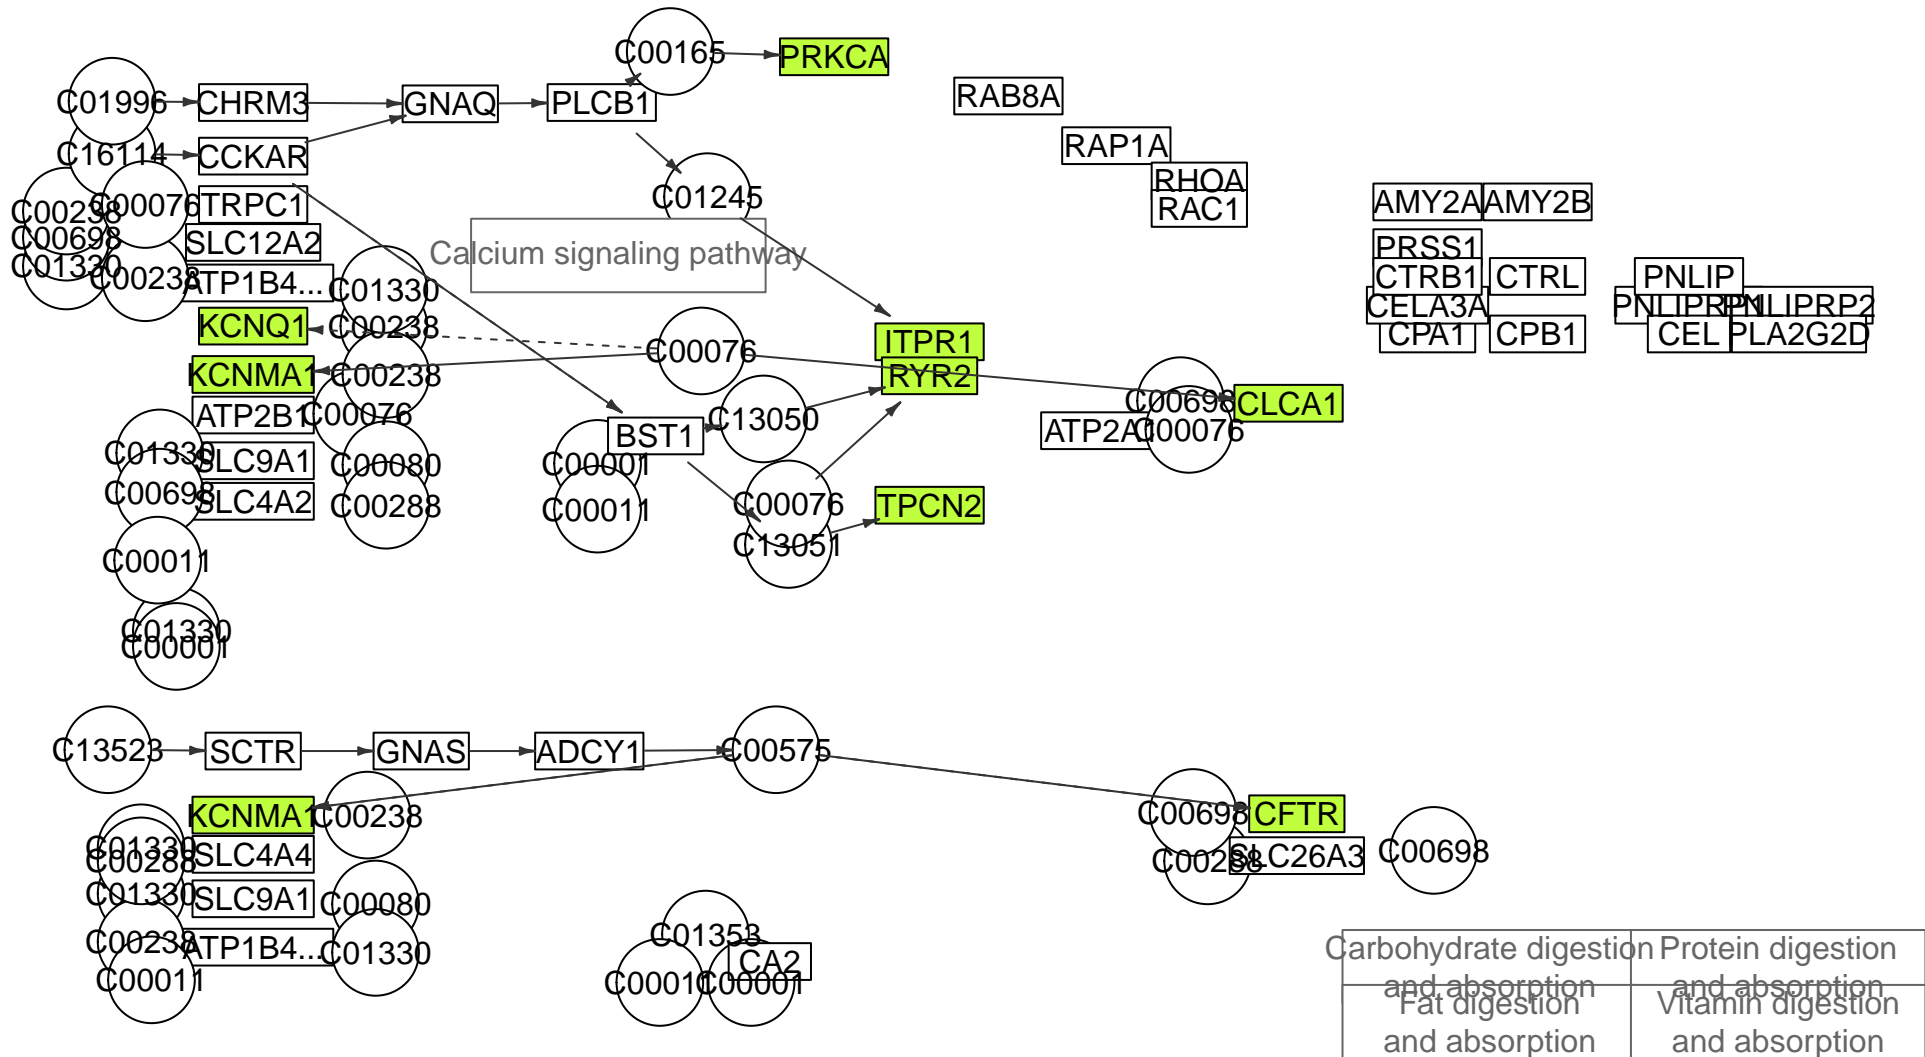 C00165
PRKCA
C01996
CHRM3
GNAQ
PLCB1
RAB8A
C16114
CCKAR
RAP1A
C00238
C00076
TRPC1
C01245
RHOA
RAC1
AMY2A
AMY2B
C00698
SLC12A2
Calcium signaling pathway
PRSS1
C01330
C00238
ATP1B4...
C01330
CTRB1
CTRL
PNLIP
CELA3A
PNLIPRP1
PNLIPRP2
KCNQ1
C00238
ITPR1
CPA1
CPB1
CEL
PLA2G2D
C00076
KCNMA1
C00238
RYR2
C00698
CLCA1
ATP2B1
C00076
C13050
BST1
ATP2A1
C00076
C01330
SLC9A1
C00080
C00001
C00698
SLC4A2
C00288
C00011
C00076
TPCN2
C13051
C00011
C01330
C00001
C13523
SCTR
GNAS
ADCY1
C00575
KCNMA1
C00238
C00698
CFTR
C01330
C00288
SLC4A4
C00288
SLC26A3
C00698
C01330
SLC9A1
C00080
C00238
ATP1B4...
C01330
C01353
CA2
C00011
C00011
C00001
Carbohydrate digestion
and absorption
Protein digestion
and absorption
Fat digestion
and absorption
Vitamin digestion
and absorption